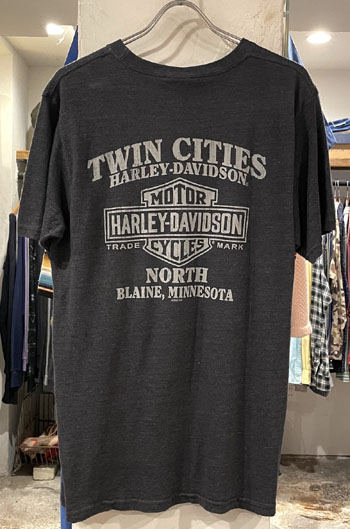 TWIN CITIES
HARLEY-DAVIDSON
MOTOR
HARLEY-DAVIDSON
TRADE MARK
CYCLES
NORTH
BLAINE, MINNESOTA